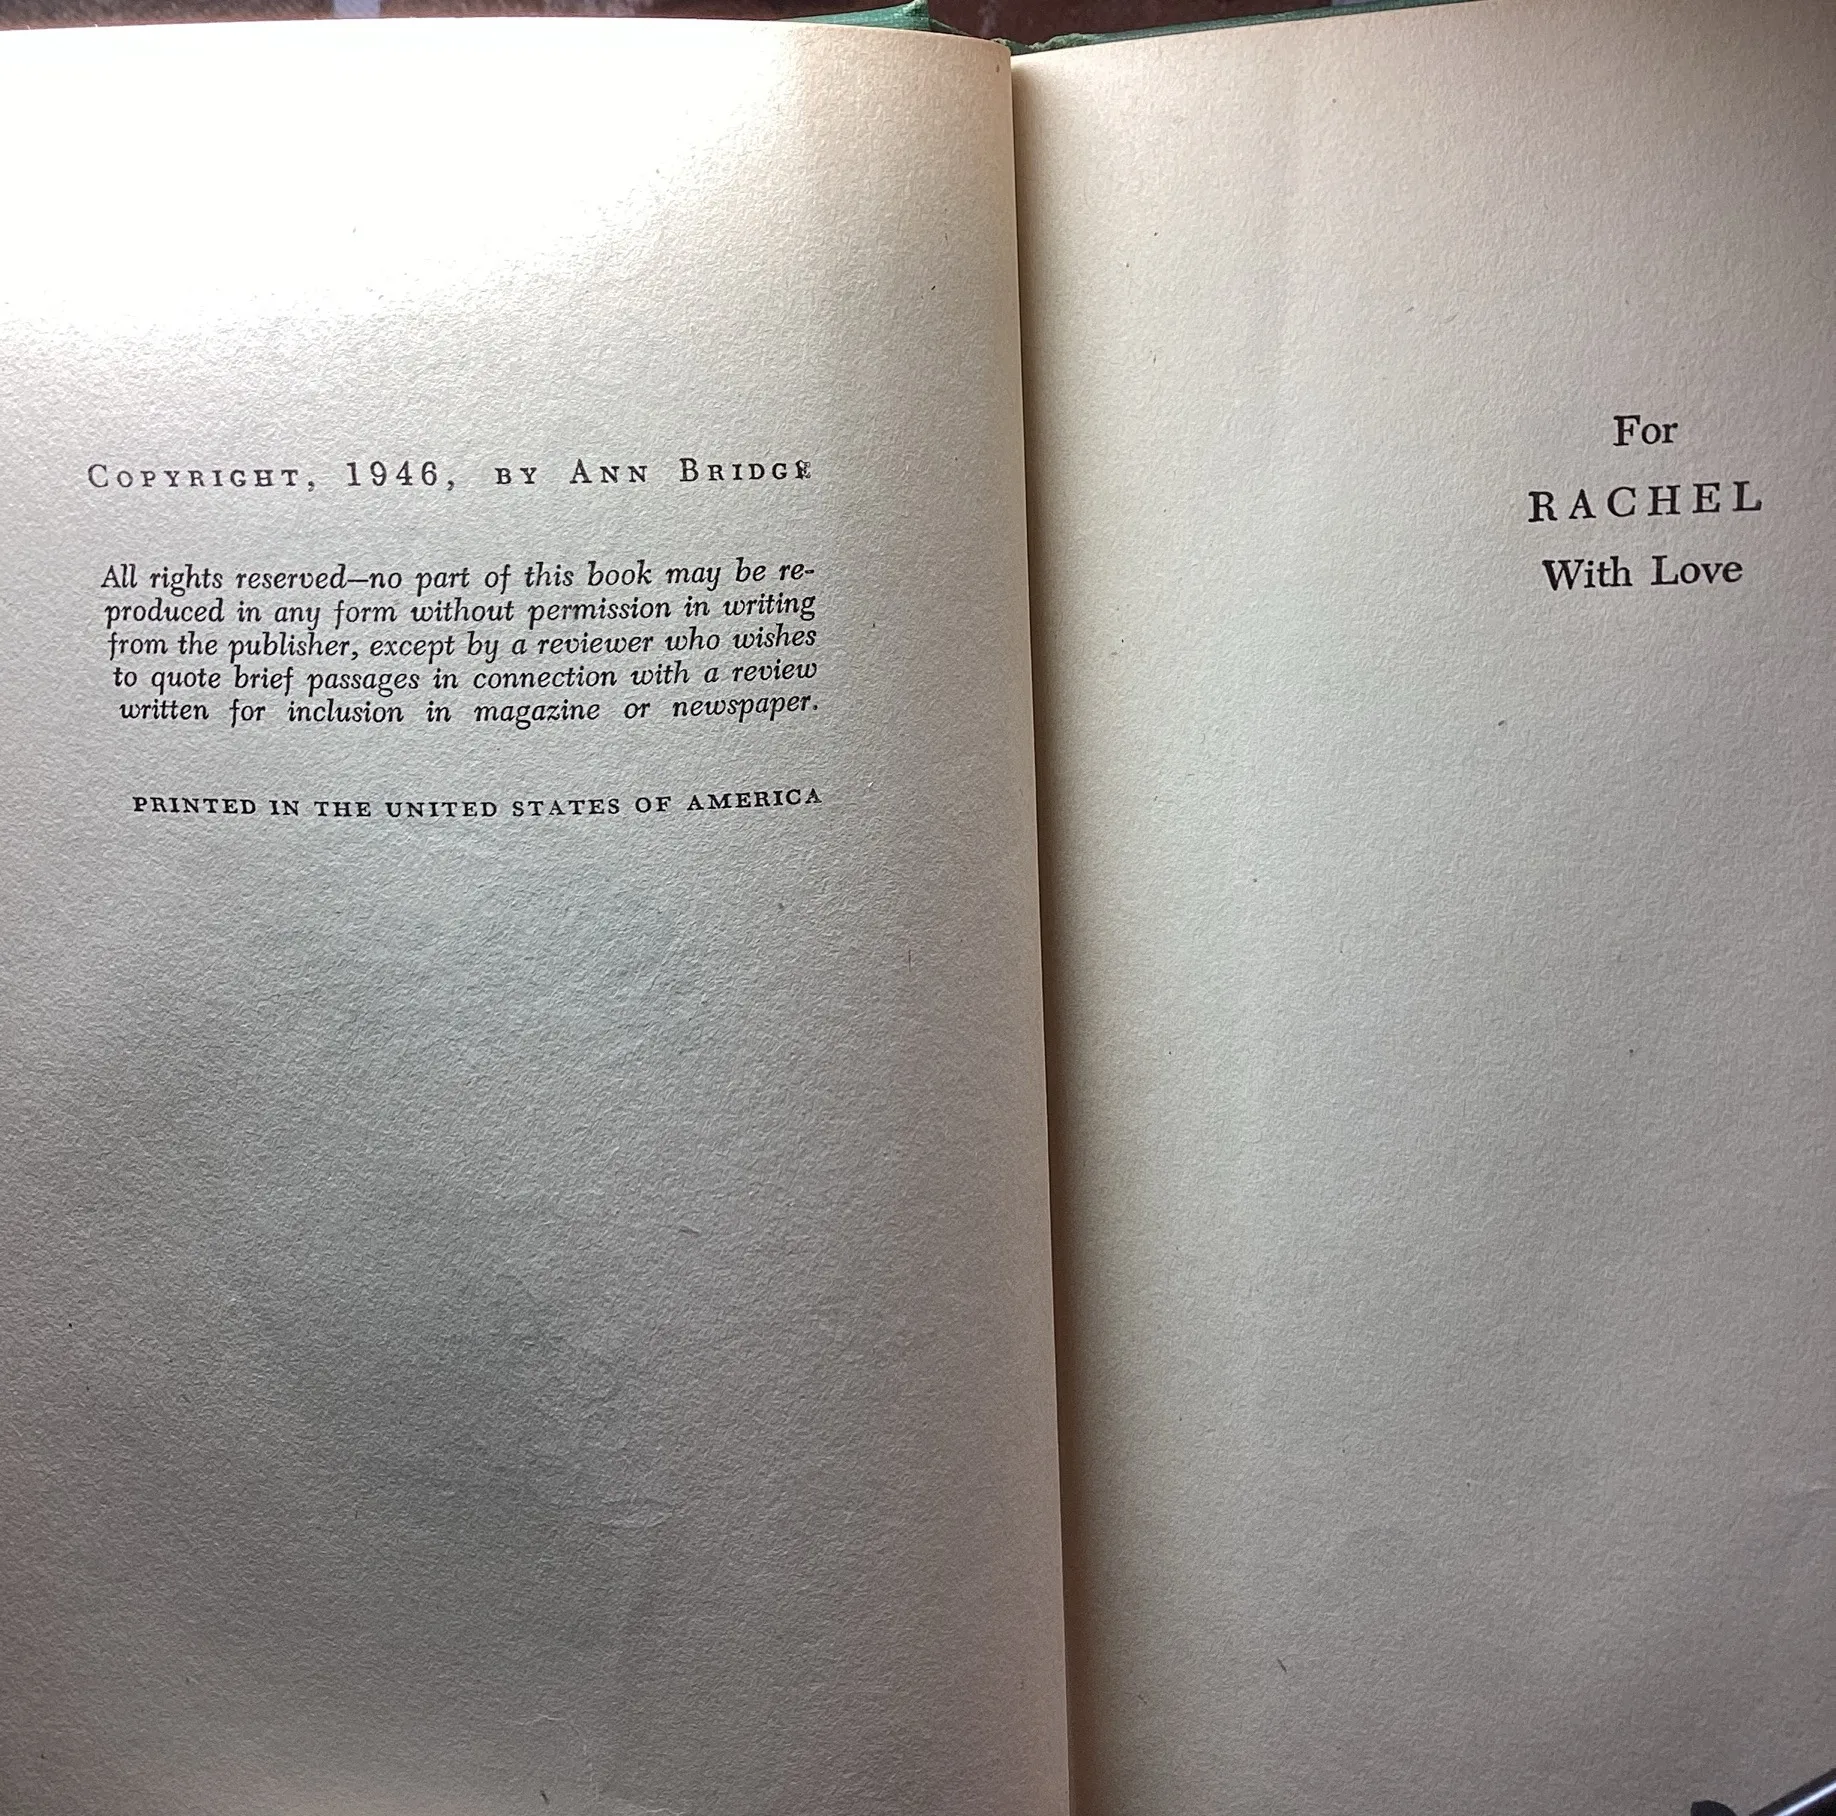 COPYRIGHT, 1946, BY ANN BRIDGE
All rights reserved—no part of this book may be re-
produced in any form without permission in writing
from the publisher, except by a reviewer who wishes
to quote brief passages in connection with a review
written for inclusion in magazine or newspaper.
PRINTED IN THE UNITED STATES OF AMERICA
For
RACHEL
With Love